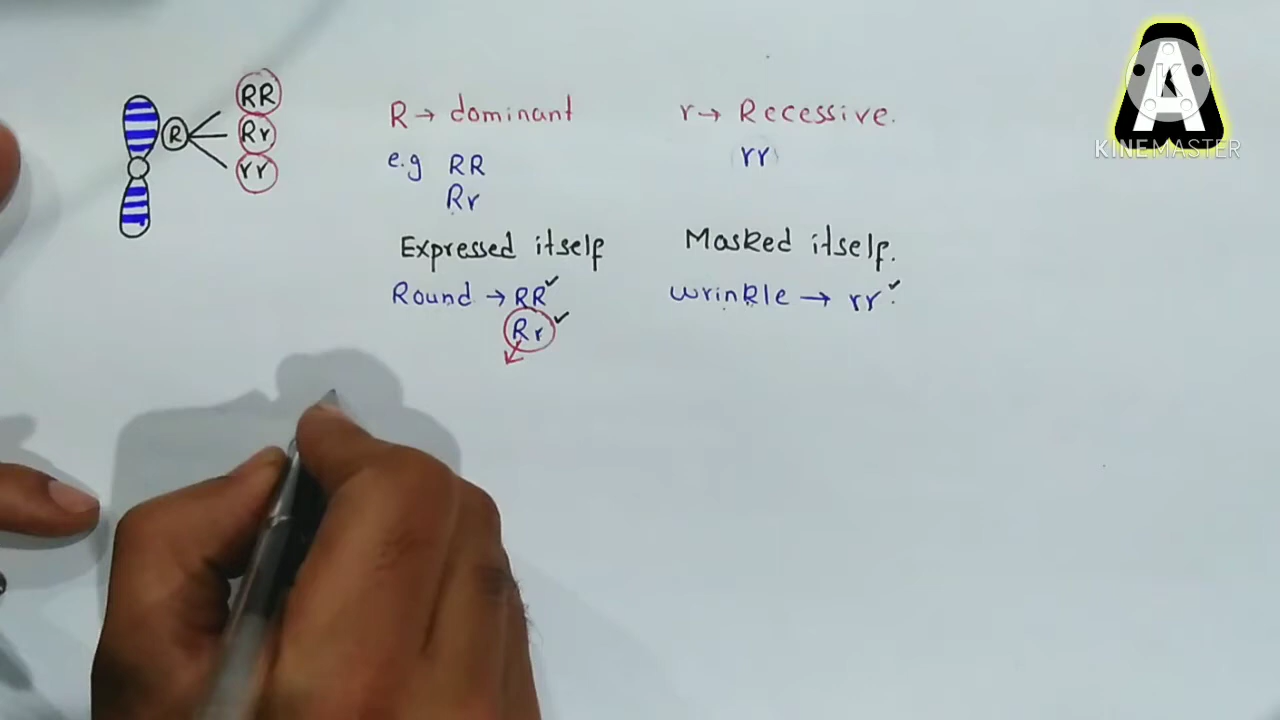 RR
R Rr
rr
R → dominant
e.g RR
Rr
Expressed itself
Round → RR ✓
Rr ✓
r → Recessive.
rr
Masked itself.
wrinkle → rr ✓.
A
K
KINEMASTER